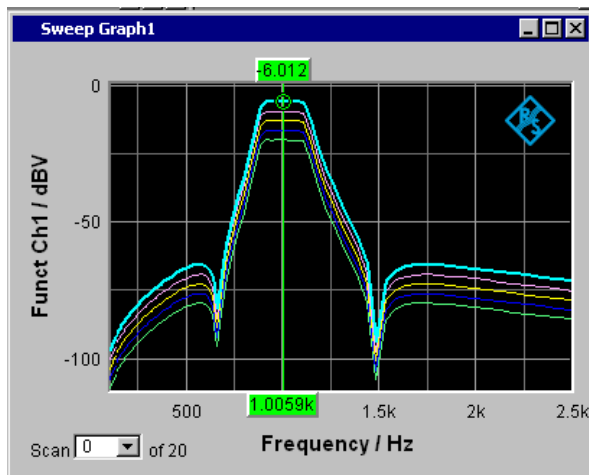 Sweep Graph1
-6.012
0
-50
-100
Funct Ch1 / dBV
R&S
500
1.0059k
1.5k
2k
2.5k
Scan 0 of 20
Frequency / Hz